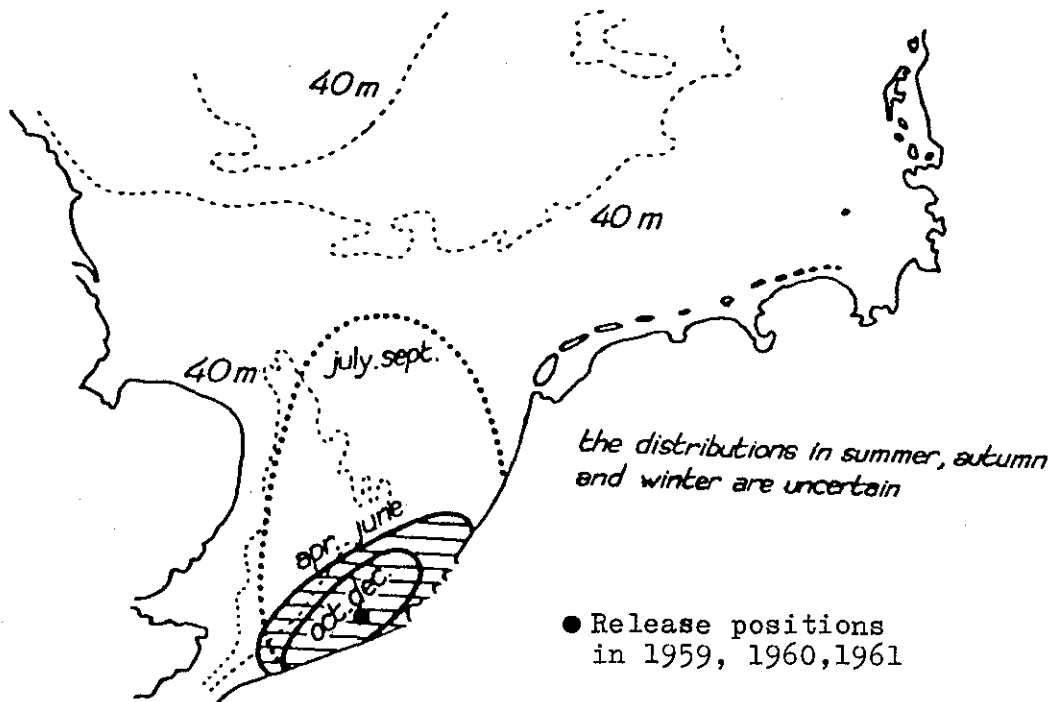 40m
40m
40m
july.sept.
the distributions in summer, autumn
and winter are uncertain
apr. june
oct.dec.
● Release positions
in 1959, 1960,1961